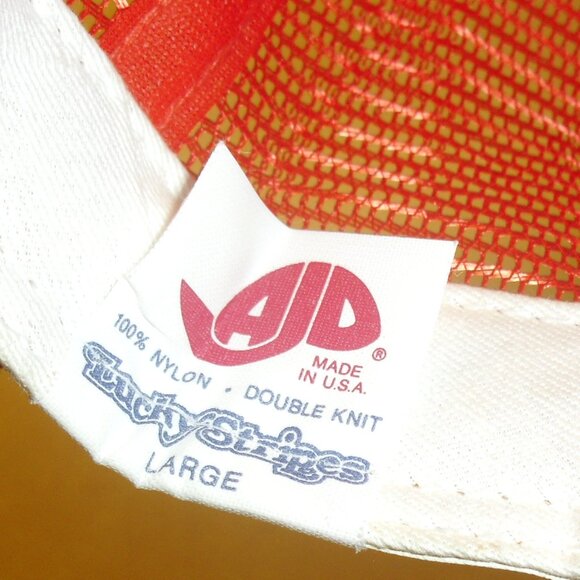 AJD®
MADE
IN U.S.A.
100% NYLON • DOUBLE KNIT
Lucky Stripes
LARGE